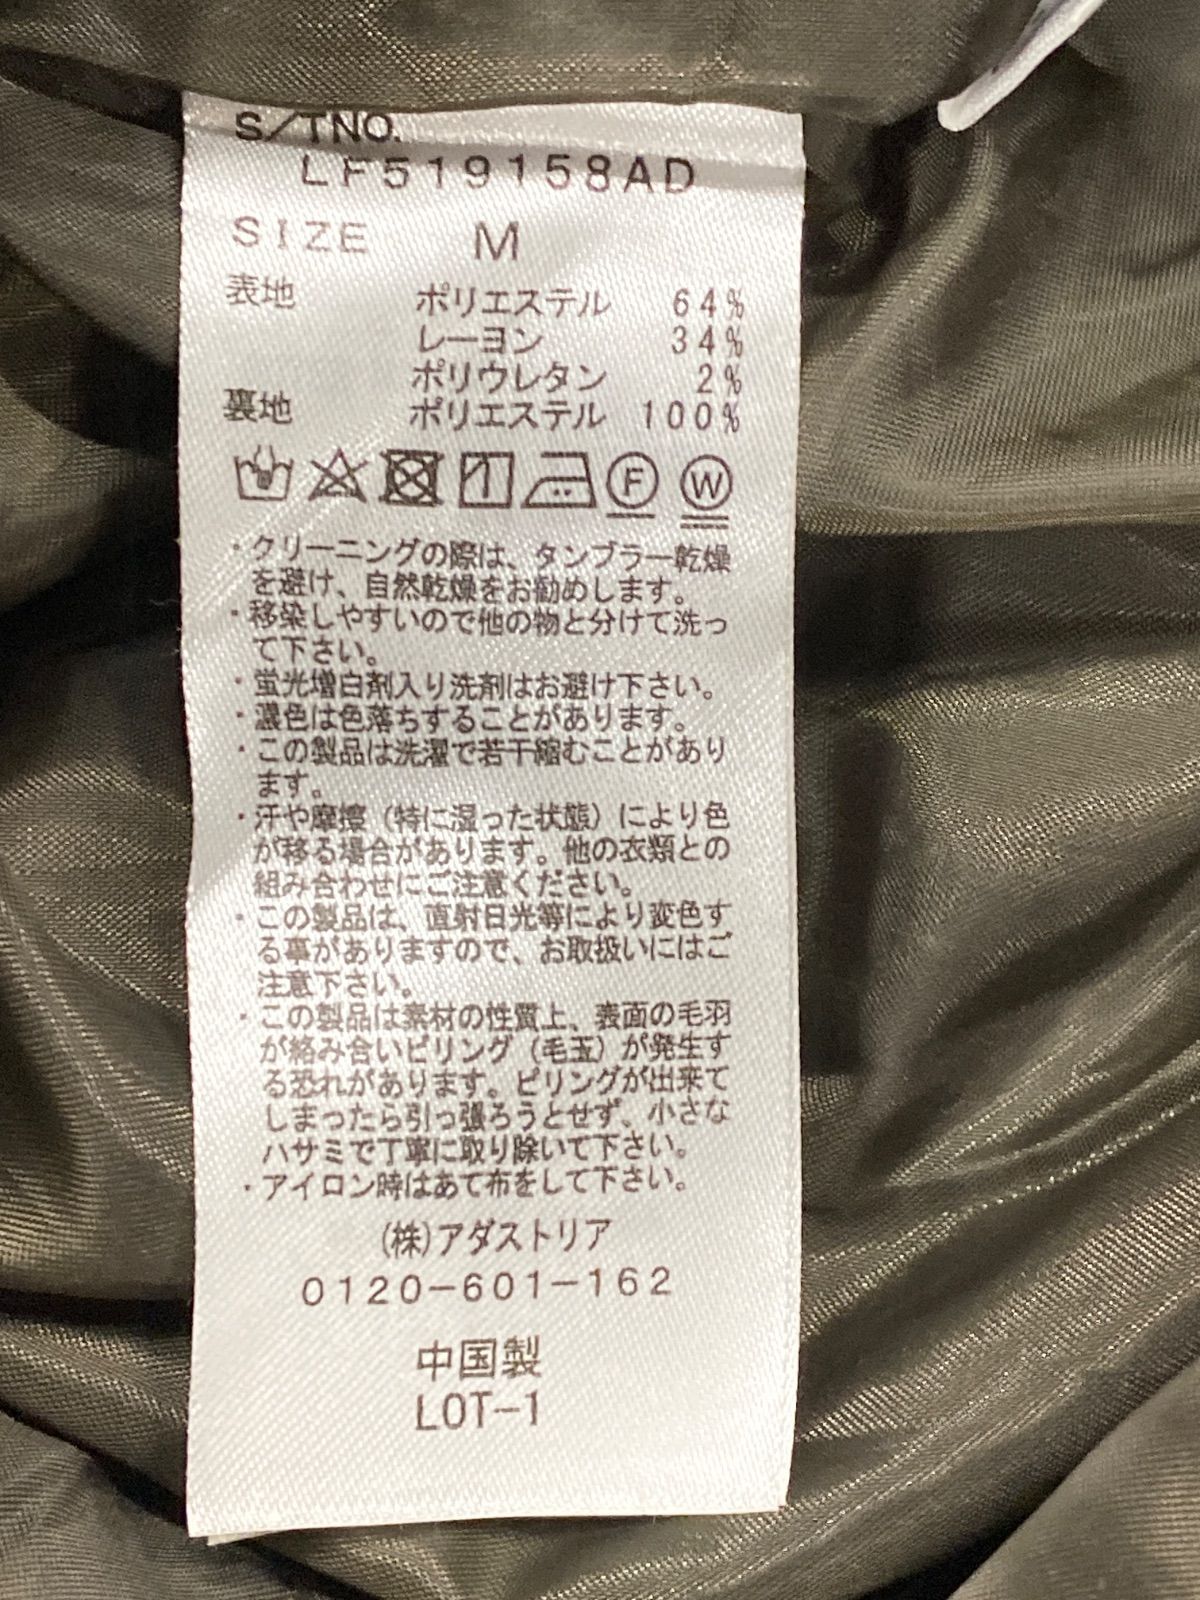 S/TNO.
LF519158AD
SIZE M
表地 ポリエステル 64%
レーヨン 34%
ポリウレタン 2%
裏地 ポリエステル 100%
F W
・クリーニングの際は、タンブラー乾燥
を避け、自然乾燥をお勧めします。
・移染しやすいので他の物と分けて洗っ
て下さい。
・蛍光増白剤入り洗剤はお避け下さい。
・濃色は色落ちすることがあります。
・この製品は洗濯で若干縮むことがあり
ます。
・汗や摩擦（特に湿った状態）により色
が移る場合があります。他の衣類との
組み合わせにご注意ください。
・この製品は、直射日光等により変色す
る事がありますので、お取扱いにはご
注意下さい。
・この製品は素材の性質上、表面の毛羽
が絡み合いピリング（毛玉）が発生す
る恐れがあります。ピリングが出来て
しまったら引っ張ろうとせず、小さな
ハサミで丁寧に取り除いて下さい。
・アイロン時はあて布をして下さい。
(株)アダストリア
0120-601-162
中国製
LOT-1